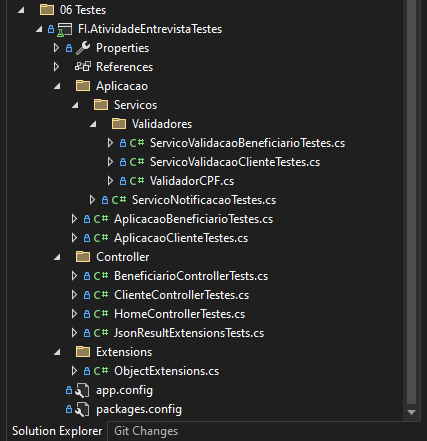 06 Testes
FI.AtividadeEntrevistaTestes
Properties
References
Aplicacao
Servicos
Validadores
C# ServicoValidacaoBeneficiarioTestes.cs
C# ServicoValidacaoClienteTestes.cs
C# ValidadorCPF.cs
C# ServicoNotificacaoTestes.cs
C# AplicacaoBeneficiarioTestes.cs
C# AplicacaoClienteTestes.cs
Controller
C# BeneficiarioControllerTests.cs
C# ClienteControllerTestes.cs
C# HomeControllerTestes.cs
C# JsonResultExtensionsTests.cs
Extensions
C# ObjectExtensions.cs
app.config
packages.config
Solution Explorer Git Changes